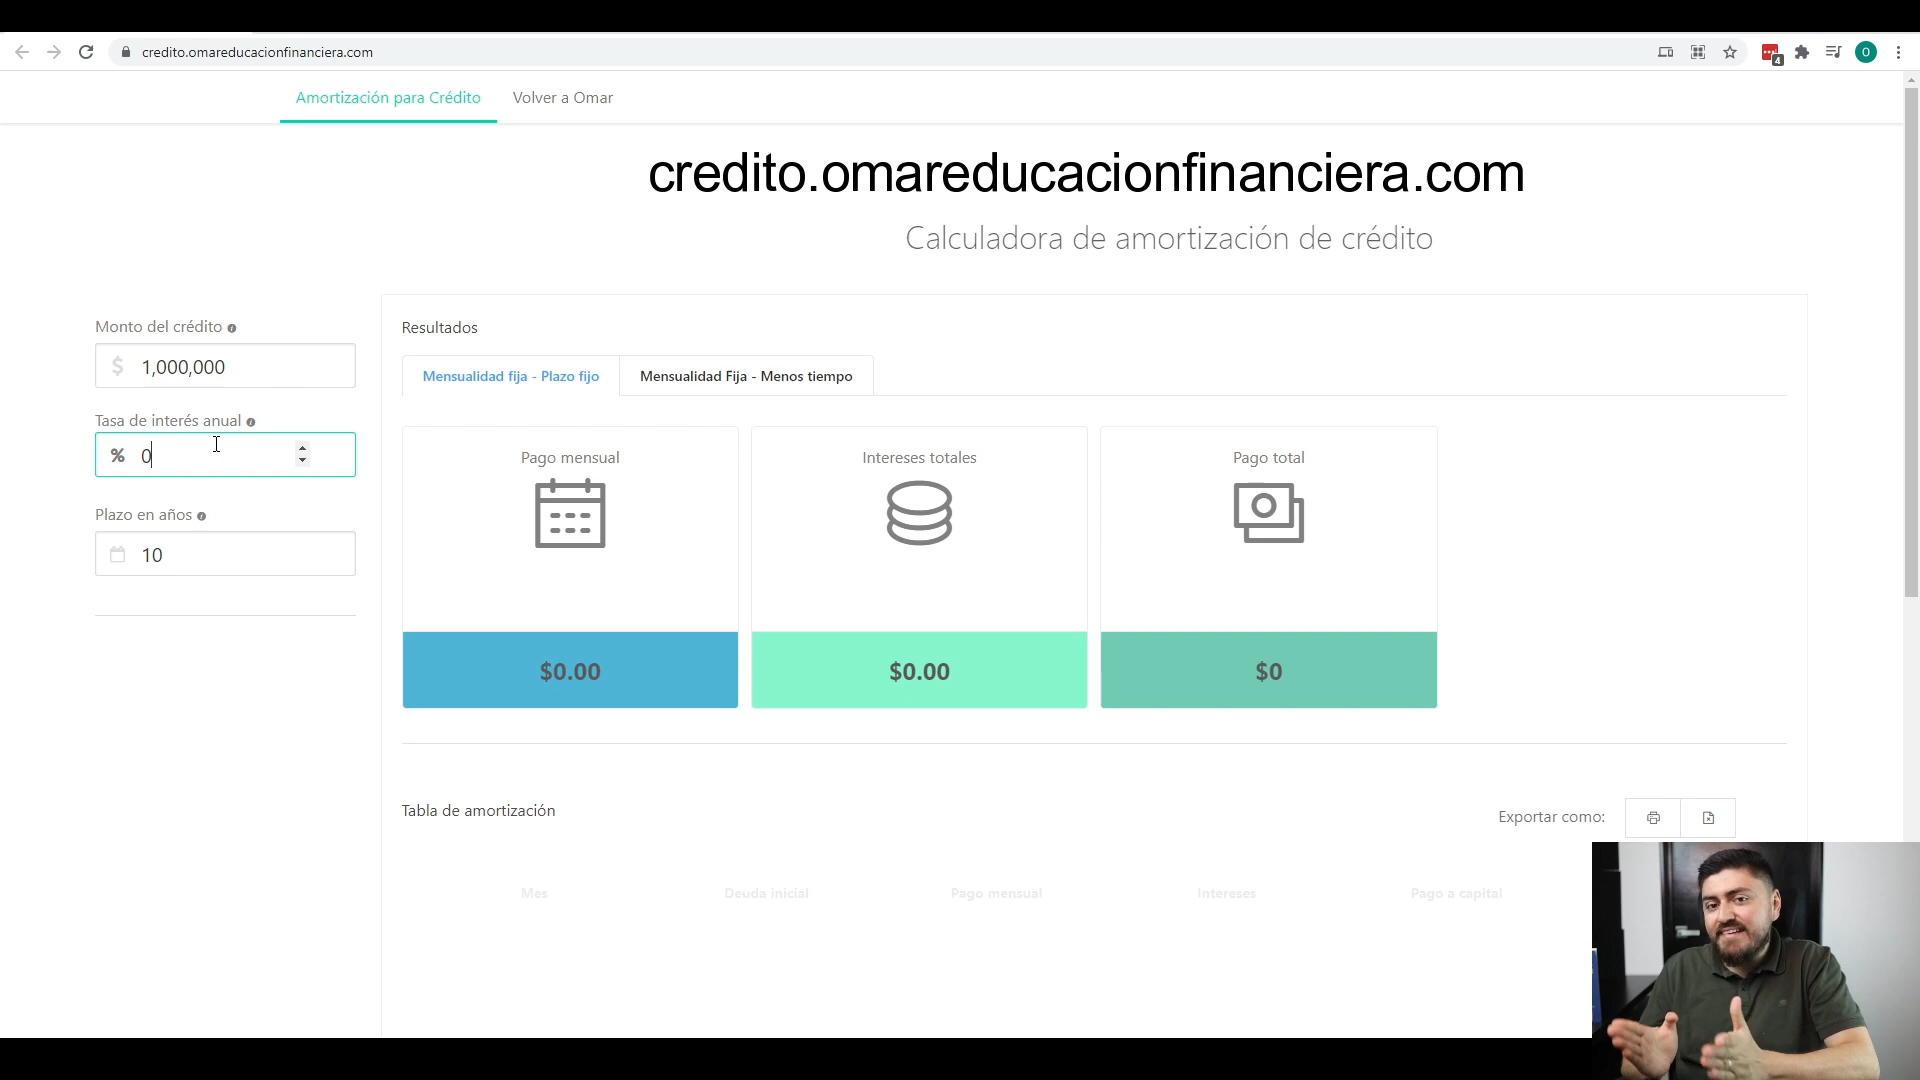 credito.omareducacionfinanciera.com
4
O
Amortización para Crédito
Volver a Omar
credito.omareducacionfinanciera.com
Calculadora de amortización de crédito
Monto del crédito
$ 1,000,000
Tasa de interés anual
% 0
Plazo en años
10
Resultados
Mensualidad fija - Plazo fijo
Mensualidad Fija - Menos tiempo
Pago mensual
Intereses totales
Pago total
$0.00
$0.00
$0
Tabla de amortización
Exportar como:
Mes
Deuda inicial
Pago mensual
Intereses
Pago a capital